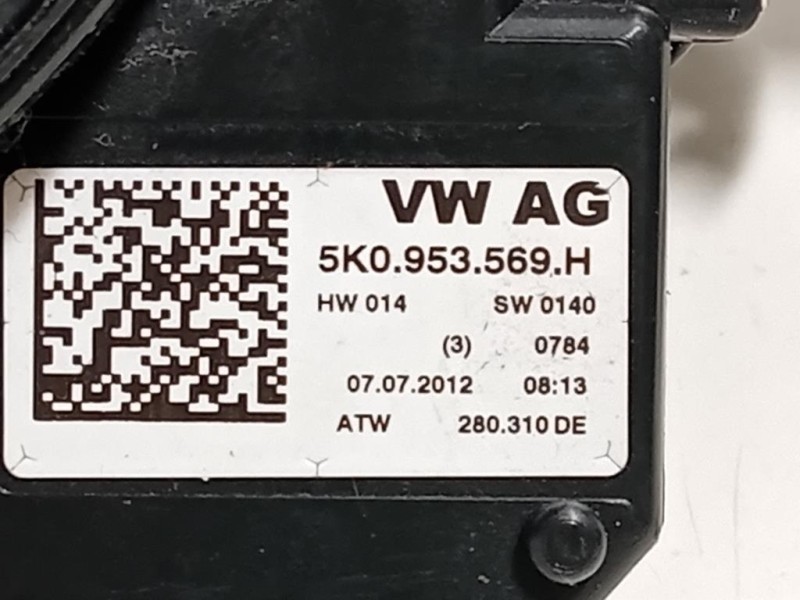 VW AG
5K0.953.569.H
HW 014 SW 0140
(3) 0784
07.07.2012 08:13
ATW 280.310 DE